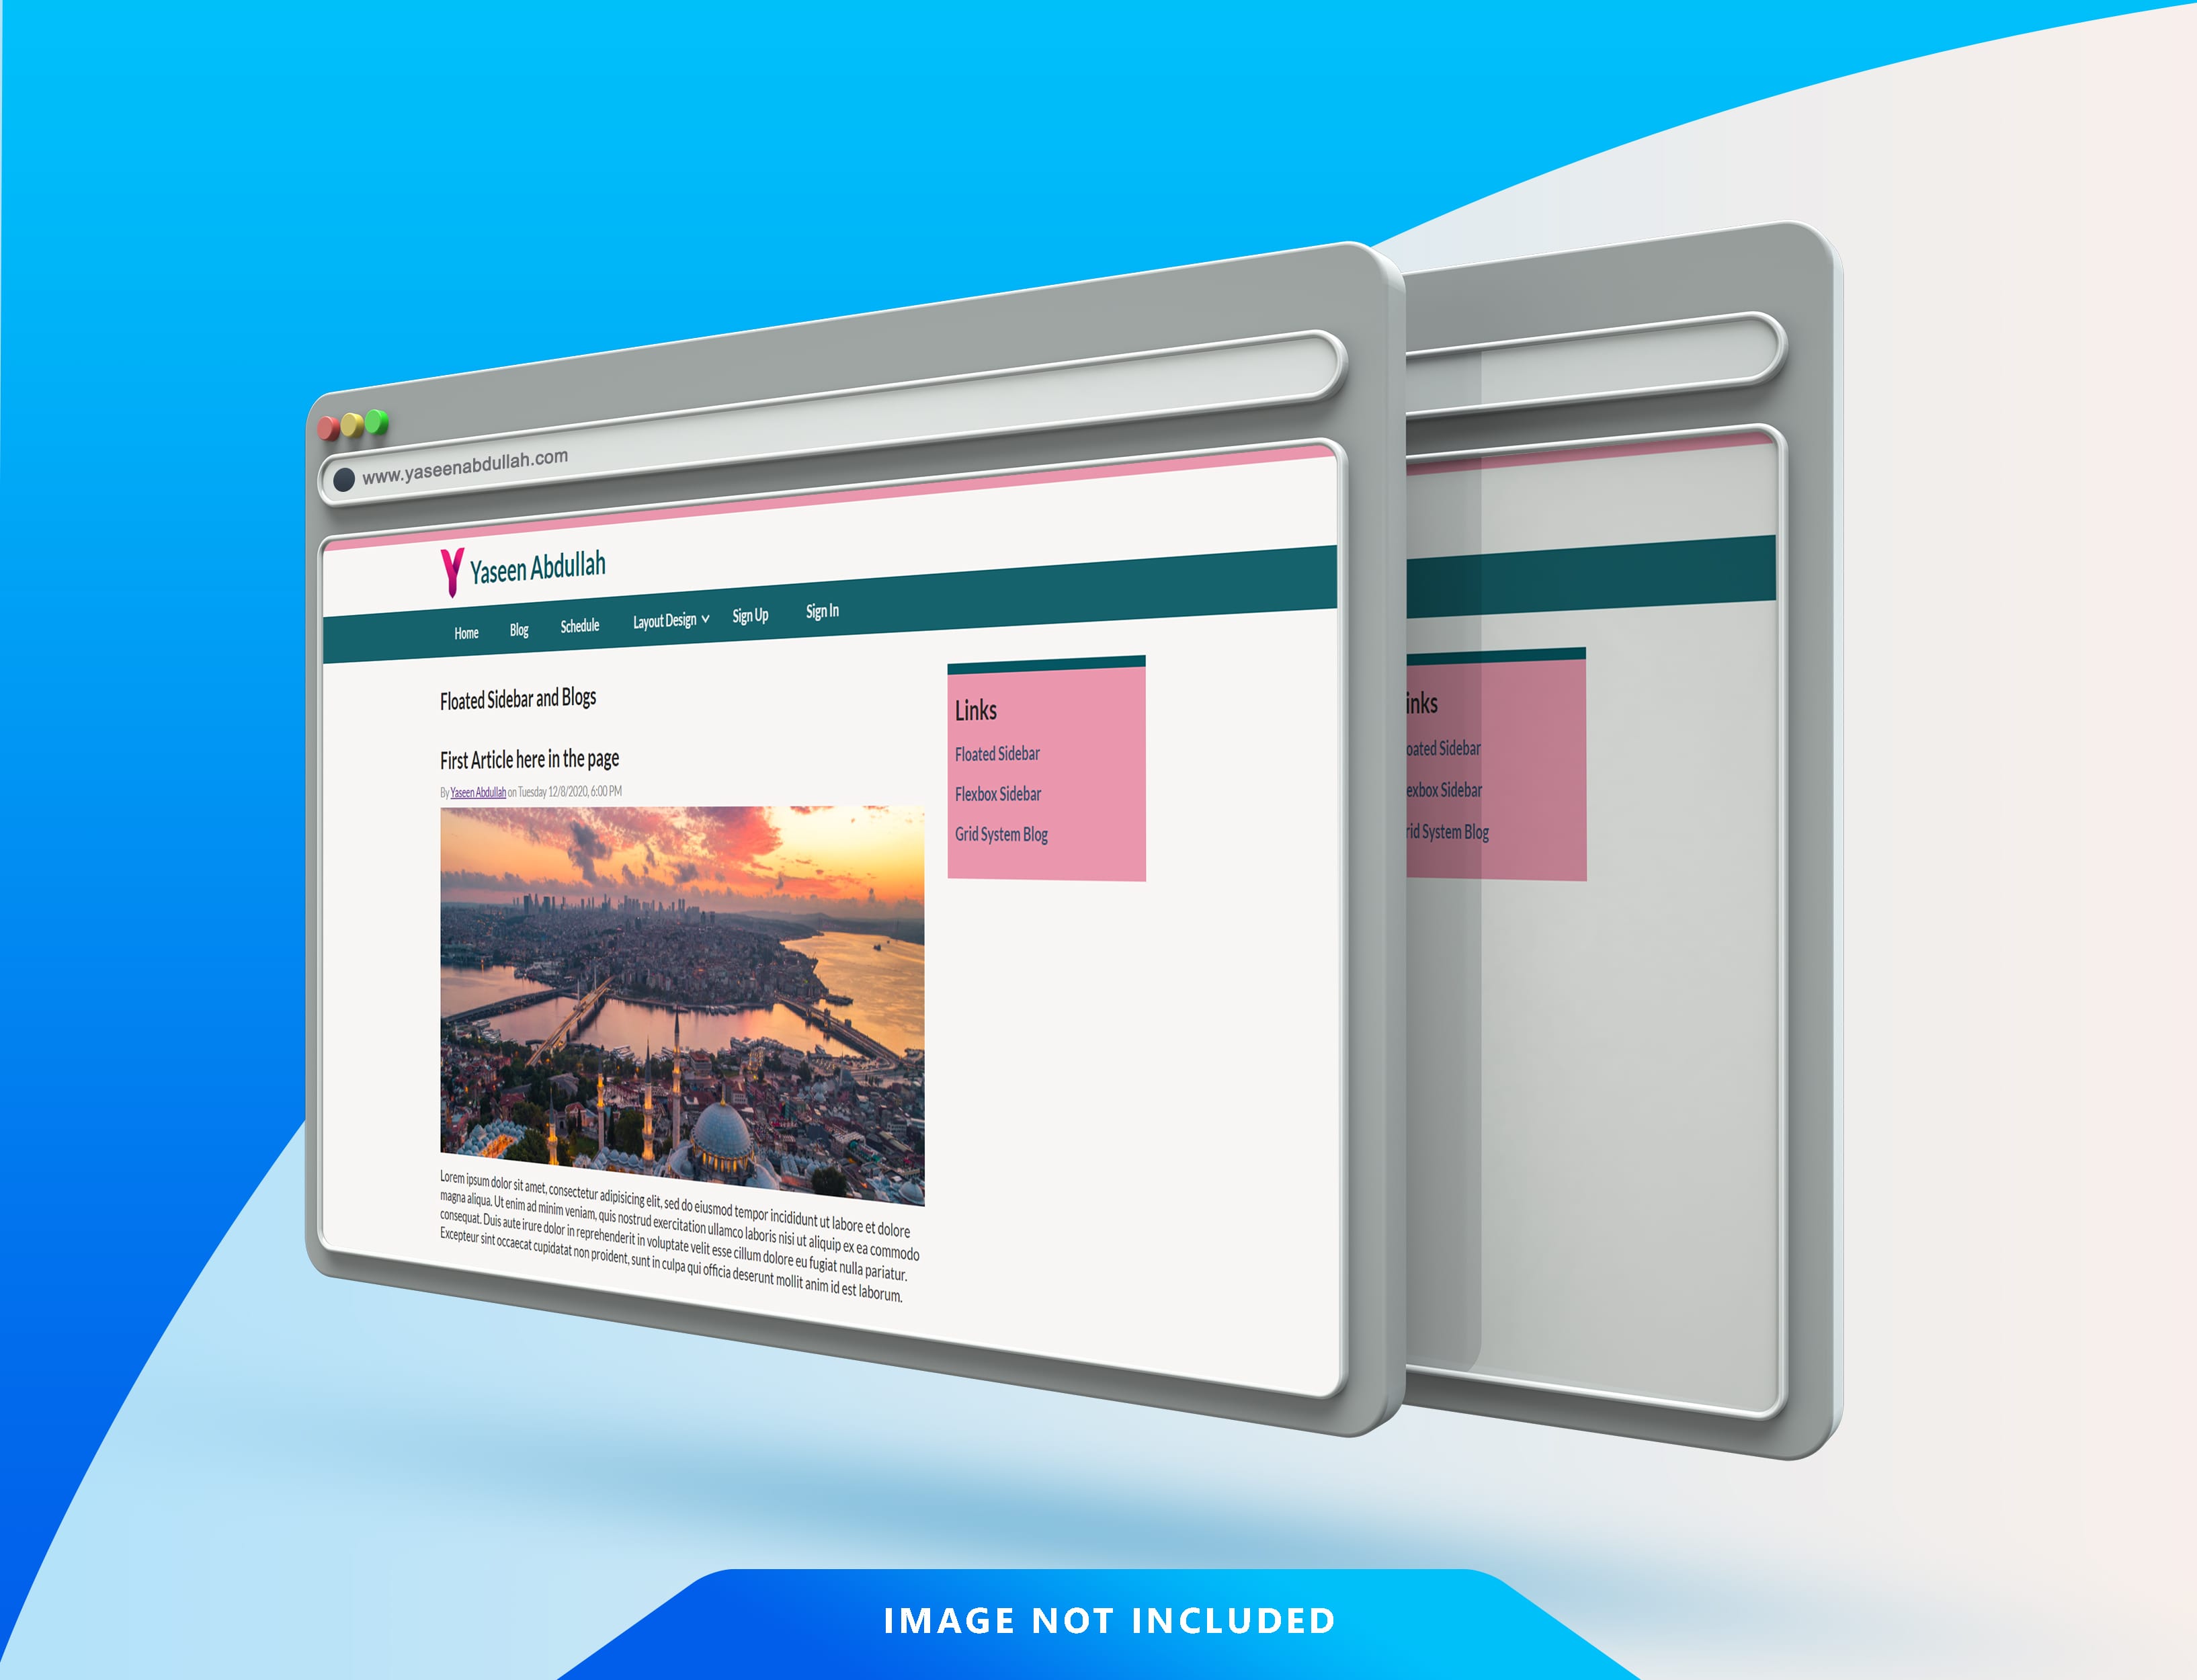 www.yaseenabdullah.com
Yaseen Abdullah
Home Blog Schedule Layout Design Sign Up Sign In
Floated Sidebar and Blogs
First Article here in the page
By Yaseen Abdullah on Tuesday 12/8/2020, 6:00 PM
Lorem ipsum dolor sit amet, consectetur adipisicing elit, sed do eiusmod tempor incididunt ut labore et dolore
magna aliqua. Ut enim ad minim veniam, quis nostrud exercitation ullamco laboris nisi ut aliquip ex ea commodo
consequat. Duis aute irure dolor in reprehenderit in voluptate velit esse cillum dolore eu fugiat nulla pariatur.
Excepteur sint occaecat cupidatat non proident, sunt in culpa qui officia deserunt mollit anim id est laborum.
Links
Floated Sidebar
Flexbox Sidebar
Grid System Blog
inks
oated Sidebar
exbox Sidebar
rid System Blog
IMAGE NOT INCLUDED